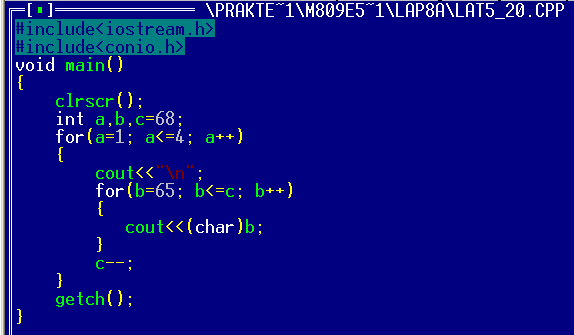 [▪] \PRAKTE~1\M809E5~1\LAP8A\LAT5_20.CPP
#include<iostream.h>
#include<conio.h>
void main()
{
    clrscr();
    int a,b,c=68;
    for(a=1; a<=4; a++)
    {
        cout<<"\n";
        for(b=65; b<=c; b++)
        {
           cout<<(char)b;
        }
        c--;
    }
    getch();
}